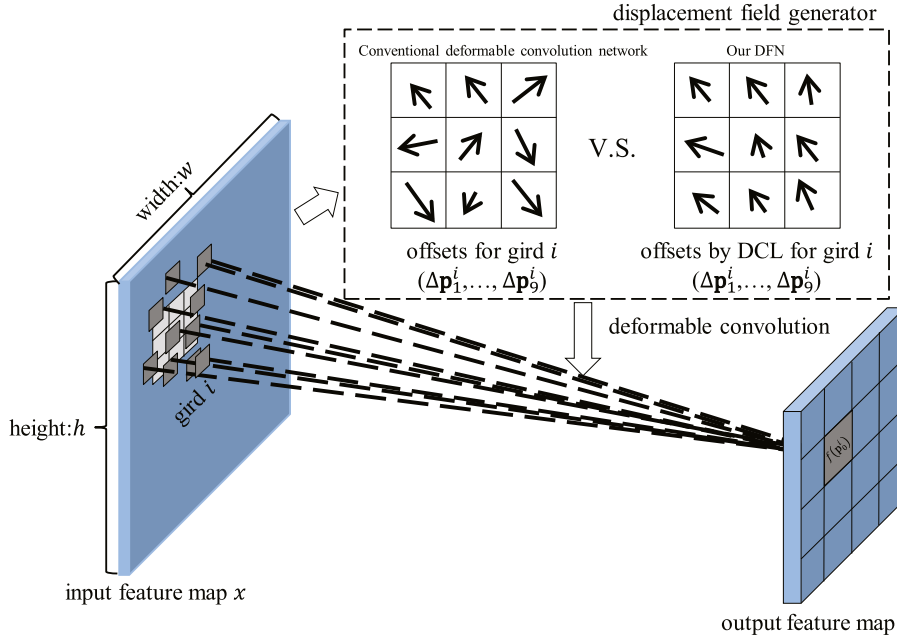 displacement field generator
Conventional deformable convolution network
Our DFN
V.S.
offsets for gird i
(Δp₁ⁱ,…, Δp₉ⁱ)
offsets by DCL for gird i
(Δp₁ⁱ,…, Δp₉ⁱ)
deformable convolution
width:w
height:h
gird i
input feature map x
f(p₀ⁱ)
output feature map